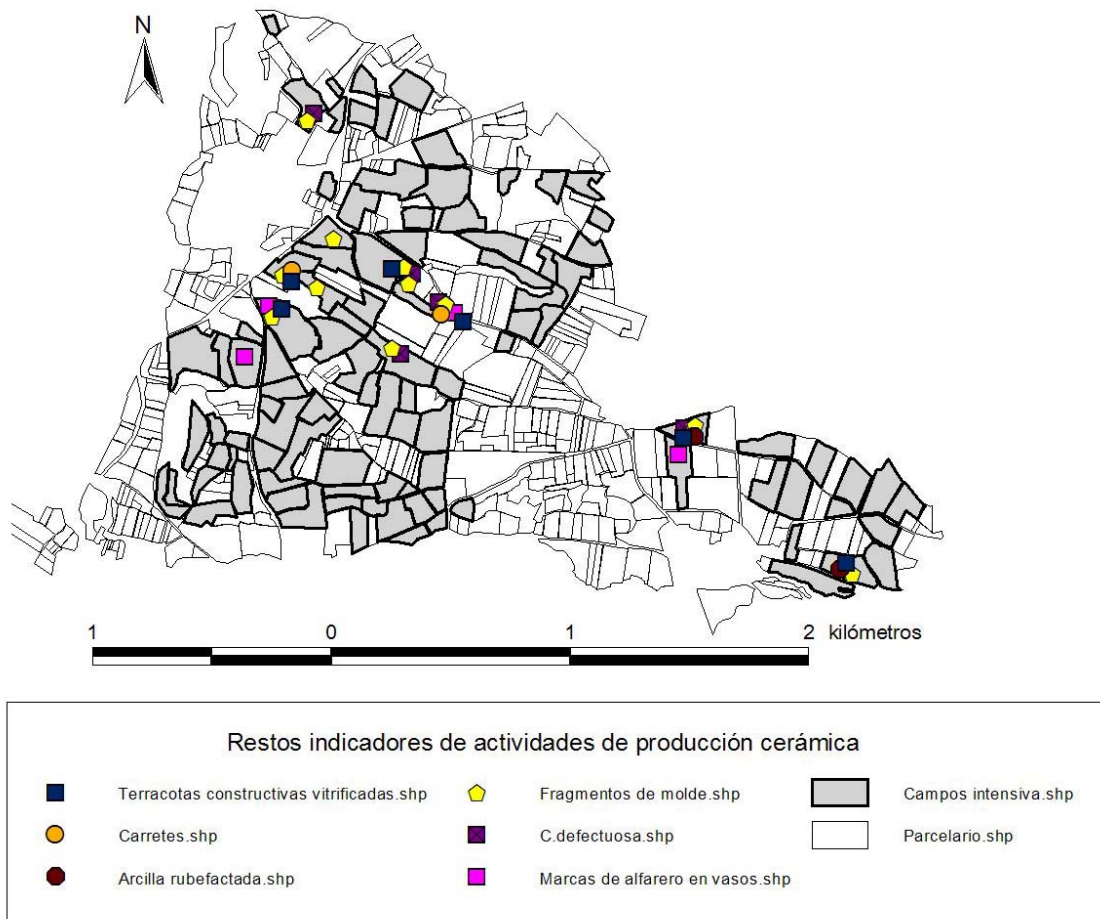 N
1 0 1 2 kilómetros
Restos indicadores de actividades de producción cerámica
Terracotas constructivas vitrificadas.shp
Fragmentos de molde.shp
Campos intensiva.shp
Carretes.shp
C.defectuosa.shp
Parcelario.shp
Arcilla rubefactada.shp
Marcas de alfarero en vasos.shp